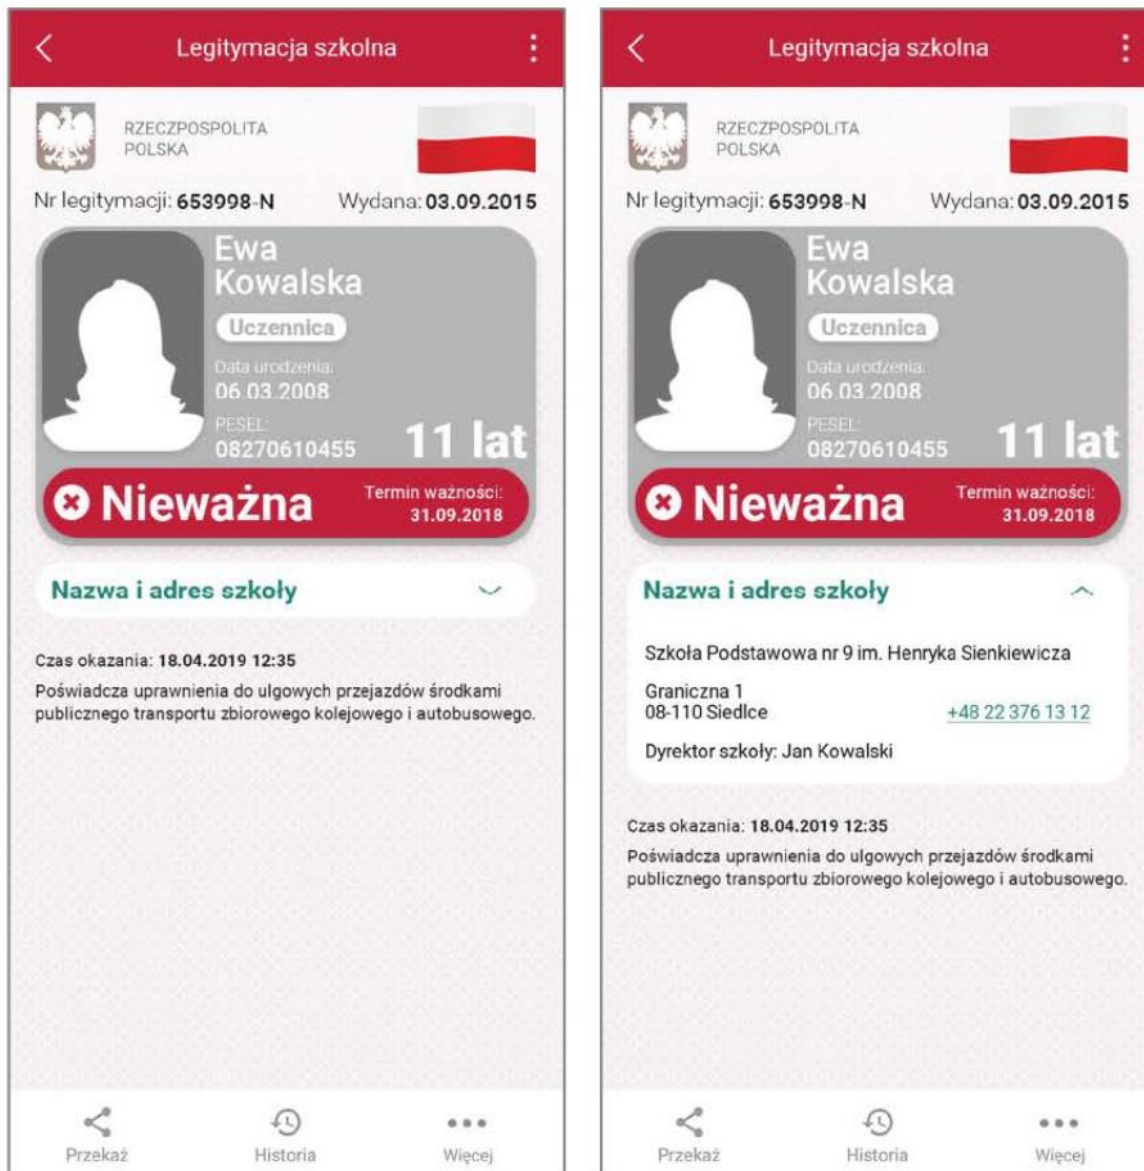 Legitymacja szkolna
RZECZPOSPOLITA
POLSKA
Nr legitymacji: 653998-N Wydana: 03.09.2015
Ewa
Kowalska
Uczennica
Data urodzenia:
06.03.2008
PESEL:
08270610455 11 lat
Nieważna Termin ważności:
31.09.2018
Nazwa i adres szkoły
Czas okazania: 18.04.2019 12:35
Poświadcza uprawnienia do ulgowych przejazdów środkami
publicznego transportu zbiorowego kolejowego i autobusowego.
Przekaż Historia Więcej
Legitymacja szkolna
RZECZPOSPOLITA
POLSKA
Nr legitymacji: 653998-N Wydana: 03.09.2015
Ewa
Kowalska
Uczennica
Data urodzenia:
06.03.2008
PESEL:
08270610455 11 lat
Nieważna Termin ważności:
31.09.2018
Nazwa i adres szkoły
Szkoła Podstawowa nr 9 im. Henryka Sienkiewicza
Graniczna 1
08-110 Siedlce +48 22 376 13 12
Dyrektor szkoły: Jan Kowalski
Czas okazania: 18.04.2019 12:35
Poświadcza uprawnienia do ulgowych przejazdów środkami
publicznego transportu zbiorowego kolejowego i autobusowego.
Przekaż Historia Więcej